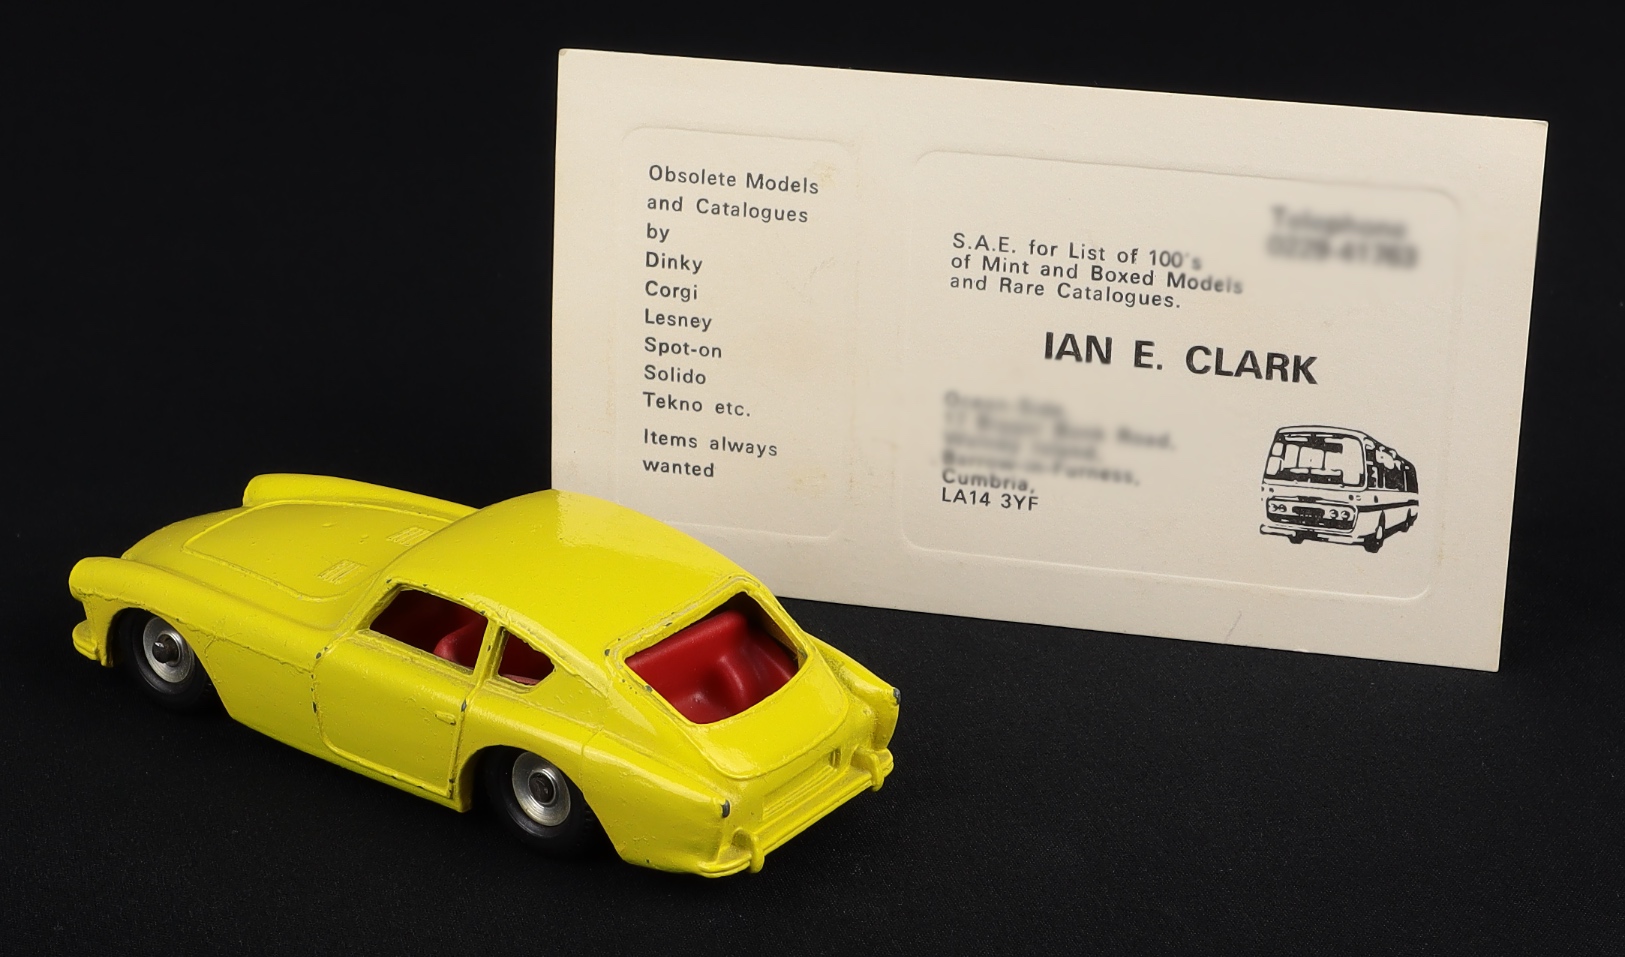 Obsolete Models
and Catalogues
by
Dinky
Corgi
Lesney
Spot-on
Solido
Tekno etc.
Items always
wanted
S.A.E. for List of 100's
of Mint and Boxed Models
and Rare Catalogues.
IAN E. CLARK
Cumbria,
LA14 3YF